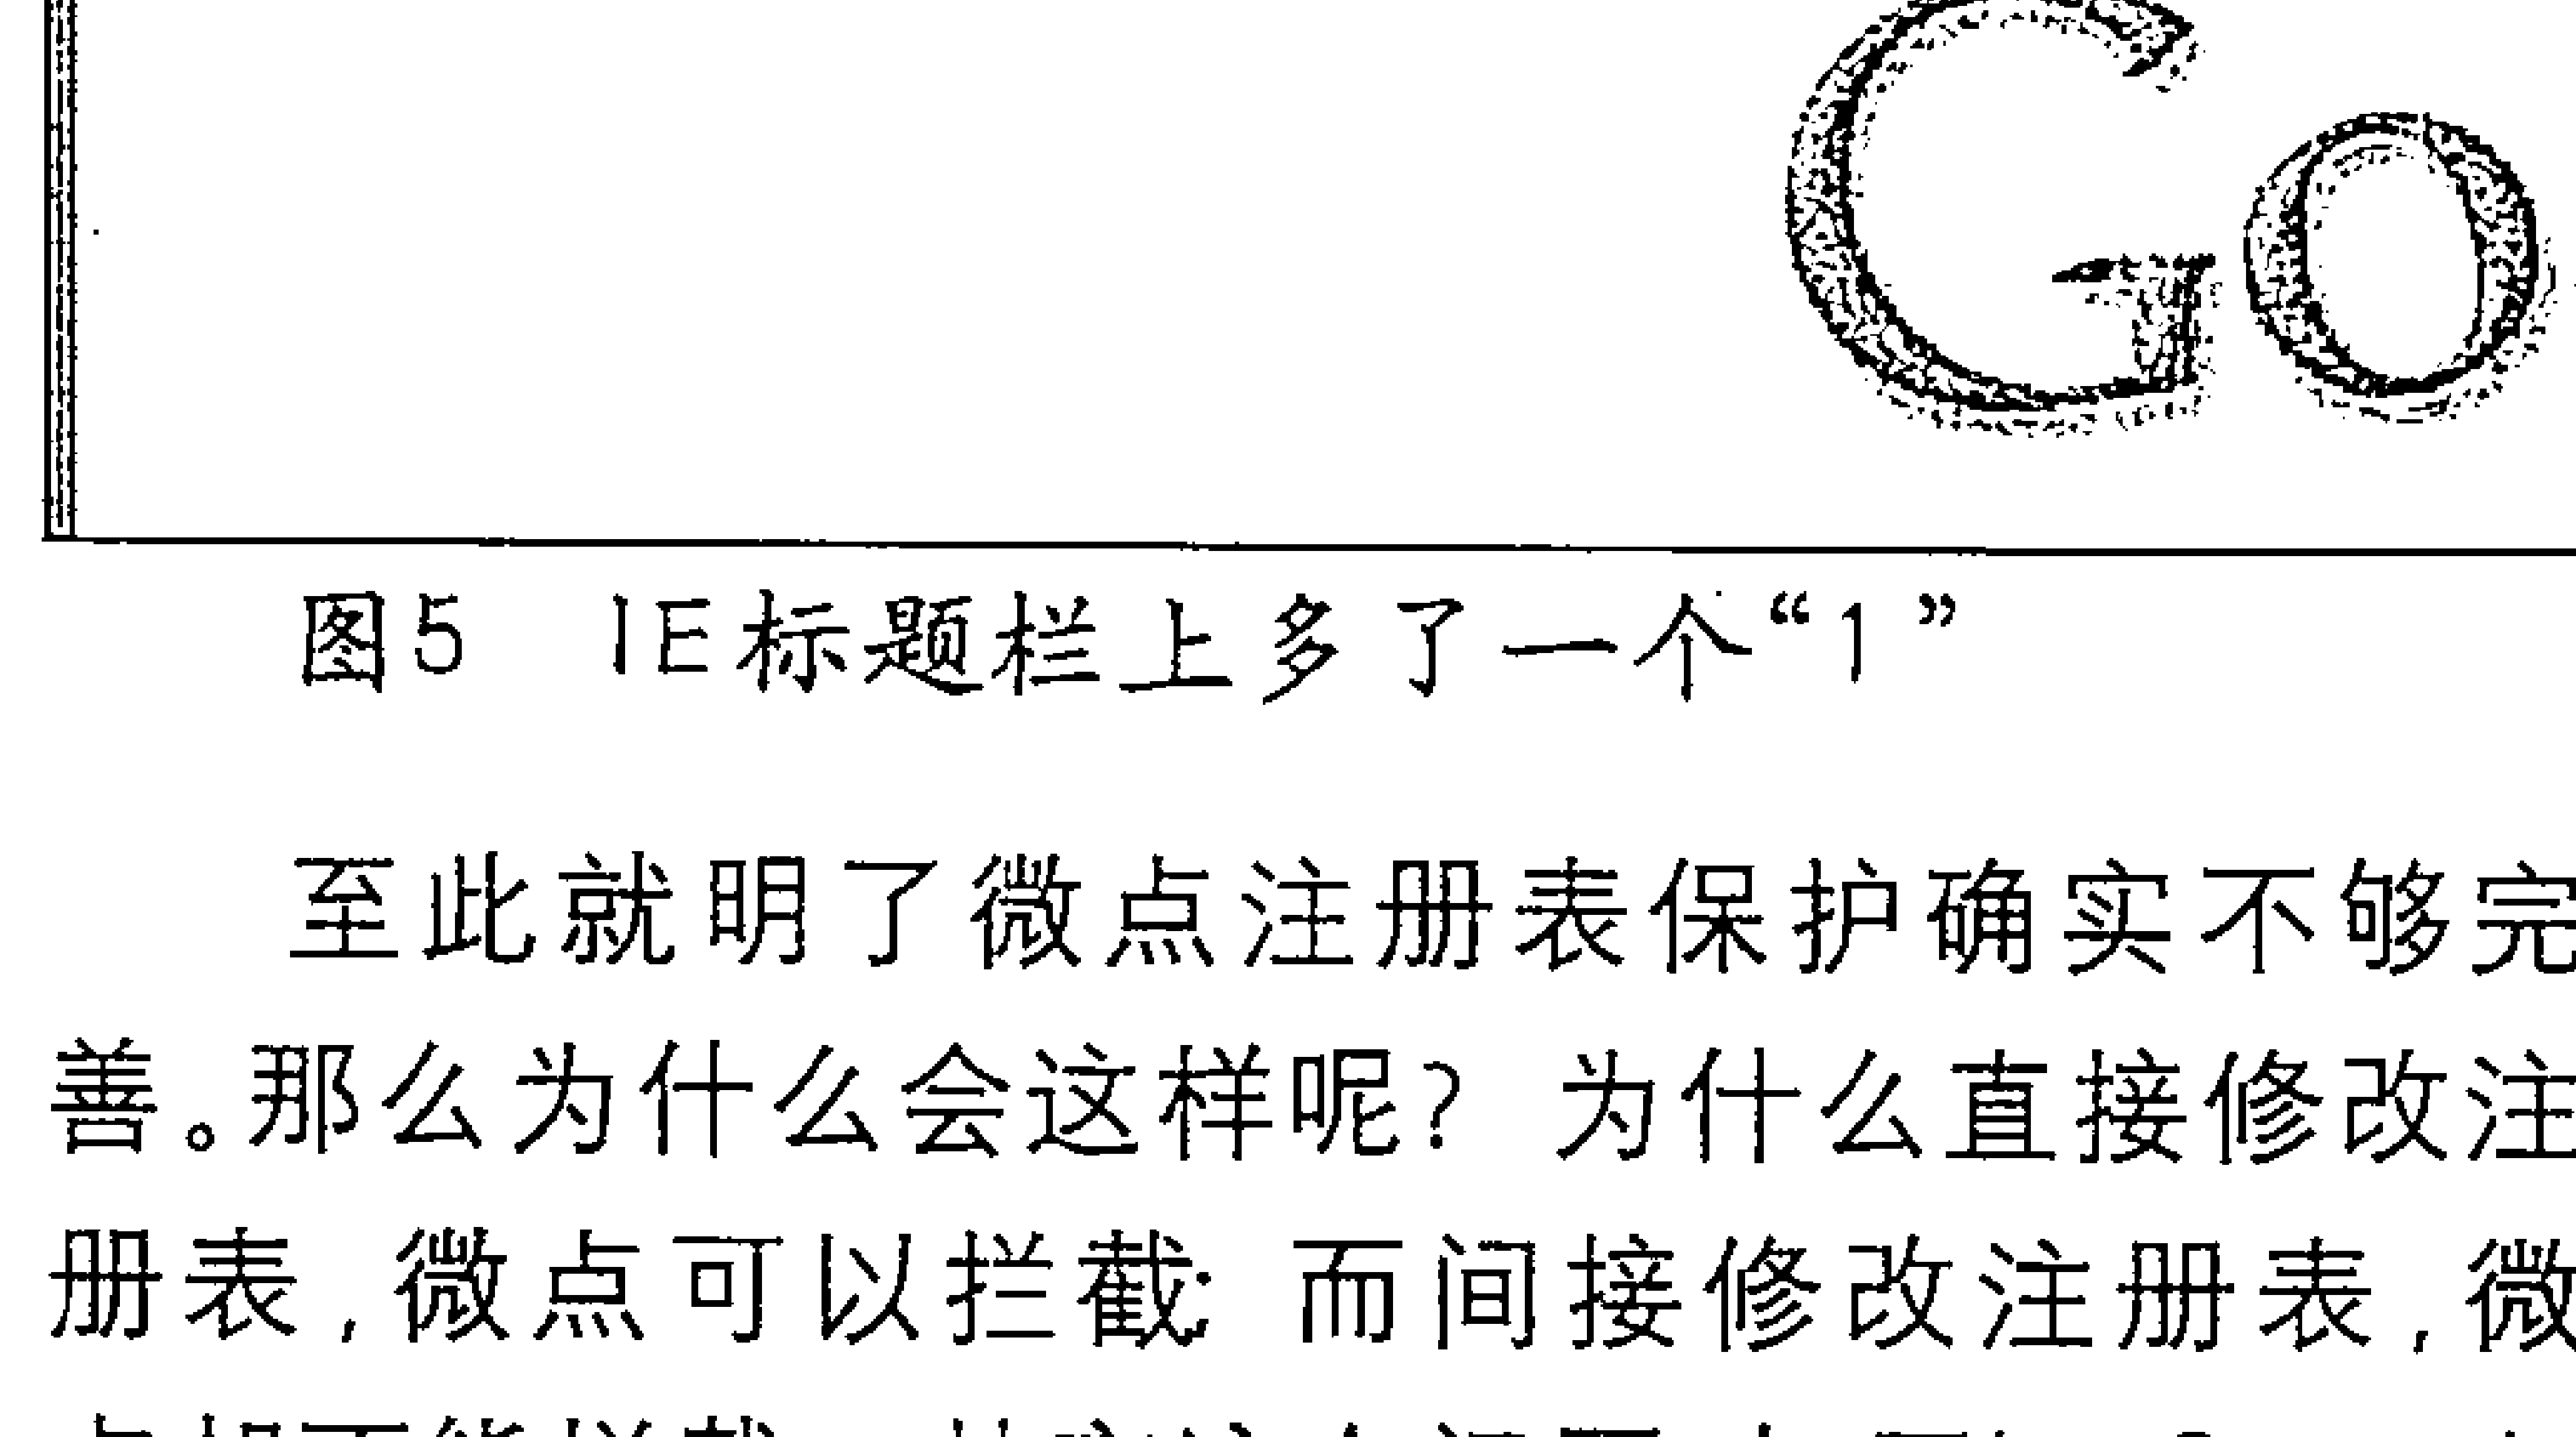 Go
图5 IE标题栏上多了一个“1”
至此就明了微点注册表保护确实不够完
善。那么为什么会这样呢？为什么直接修改注
册表，微点可以拦截；而间接修改注册表，微